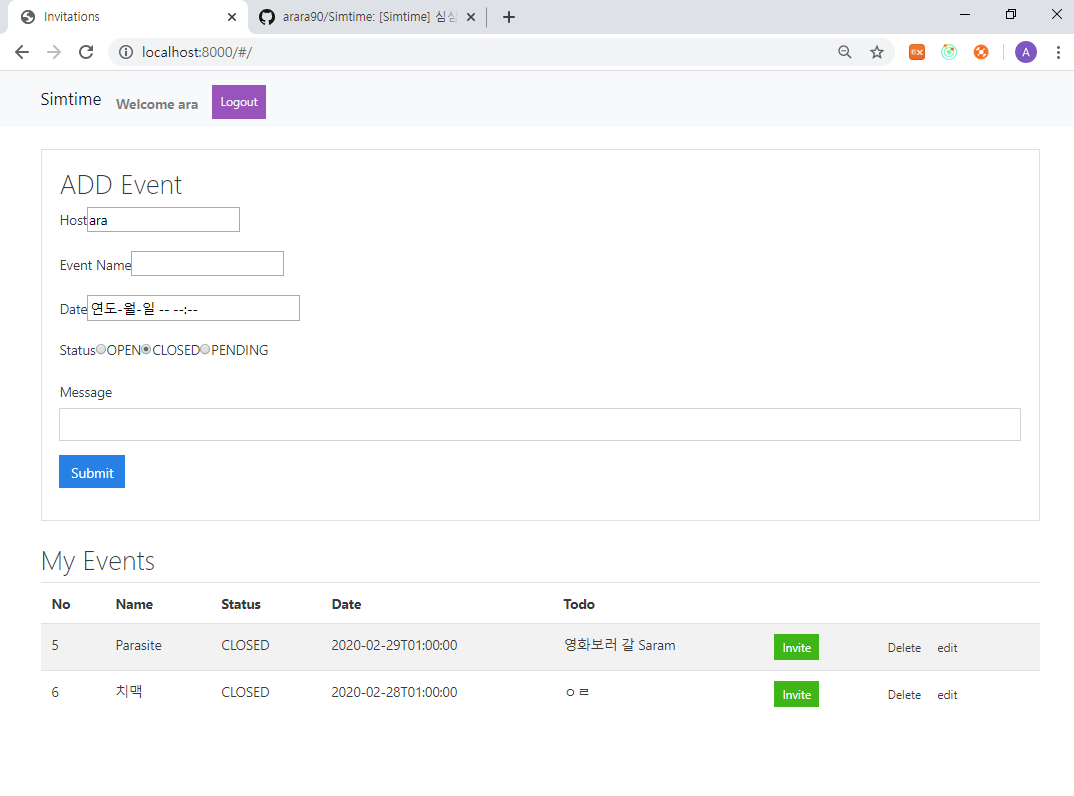 Invitations
arara90/Simtime: [Simtime] 심심
localhost:8000/#/
A
Simtime Welcome ara Logout
ADD Event
Host ara
Event Name
Date 연도-월-일 -- --:--
Status OPEN CLOSED PENDING
Message
Submit
My Events
No Name Status Date Todo
5 Parasite CLOSED 2020-02-29T01:00:00 영화보러 갈 Saram Invite Delete edit
6 치맥 CLOSED 2020-02-28T01:00:00 ㅇㄹ Invite Delete edit